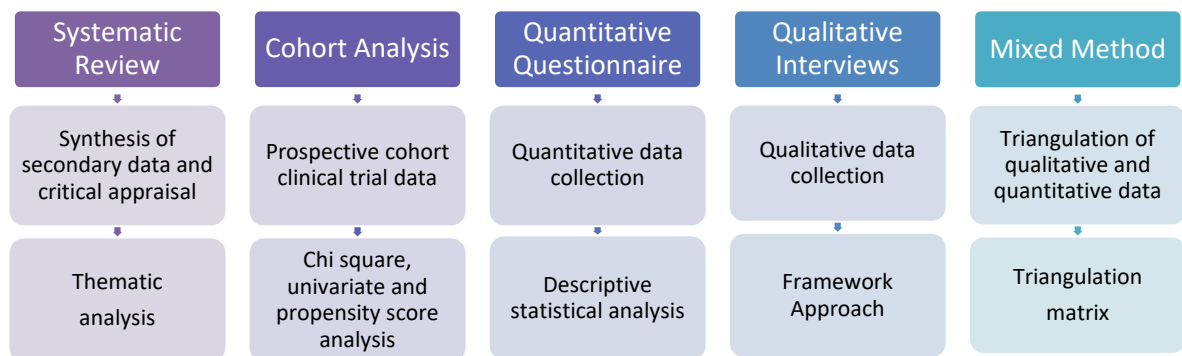 Systematic
Review
Synthesis of
secondary data and
critical appraisal
Thematic
analysis
Cohort Analysis
Prospective cohort
clinical trial data
Chi square,
univariate and
propensity score
analysis
Quantitative
Questionnaire
Quantitative data
collection
Descriptive
statistical analysis
Qualitative
Interviews
Qualitative data
collection
Framework
Approach
Mixed Method
Triangulation of
qualitative and
quantitative data
Triangulation
matrix